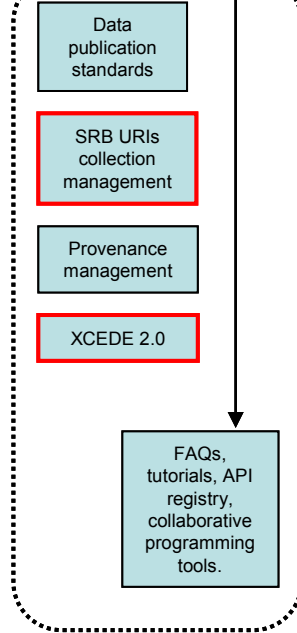 Data
publication
standards
SRB URIs
collection
management
Provenance
management
XCEDE 2.0
FAQs,
tutorials, API
registry,
collaborative
programming
tools.